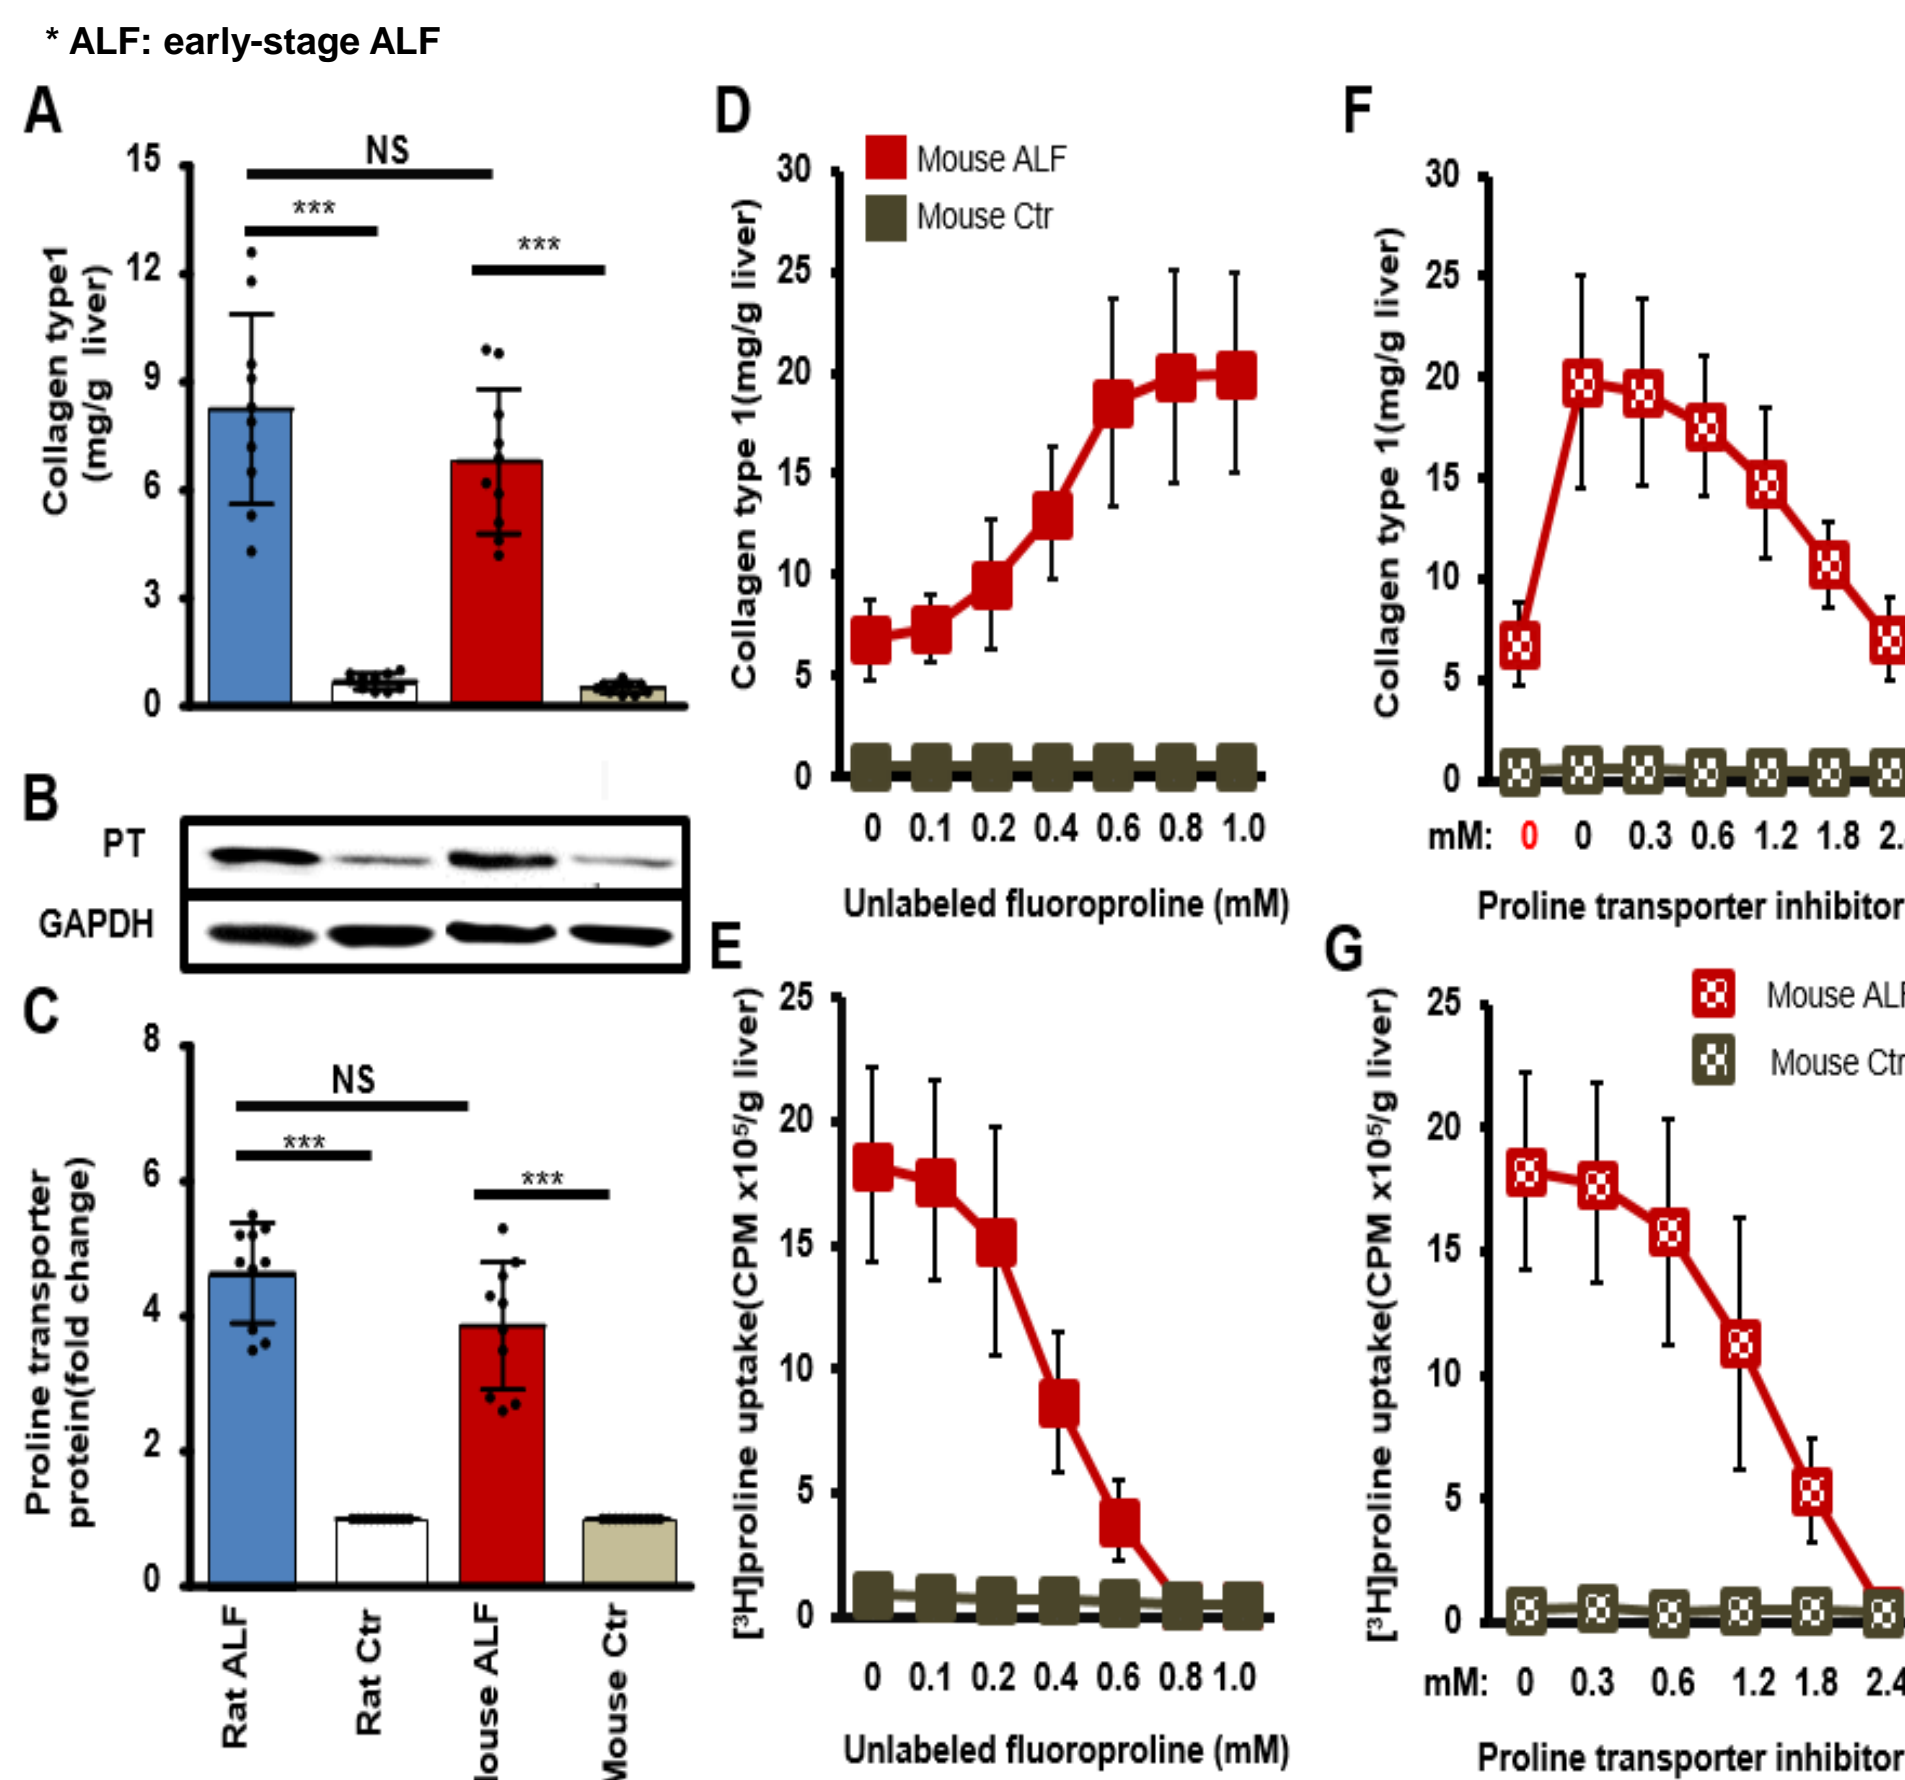 * ALF: early-stage ALF
A
15
12
9
6
3
0
Collagen type1
(mg/g liver)
NS
***
***
B
PT
GAPDH
C
8
6
4
2
0
Proline transporter
protein(fold change)
NS
***
***
Rat ALF
Rat Ctr
Mouse ALF
Mouse Ctr
D
Mouse ALF
Mouse Ctr
30
25
20
15
10
5
0
Collagen type 1(mg/g liver)
0 0.1 0.2 0.4 0.6 0.8 1.0
Unlabeled fluoroproline (mM)
E
25
20
15
10
5
0
[³H]proline uptake(CPM x10⁵/g liver)
0 0.1 0.2 0.4 0.6 0.8 1.0
Unlabeled fluoroproline (mM)
F
30
25
20
15
10
5
0
Collagen type 1(mg/g liver)
mM: 0 0 0.3 0.6 1.2 1.8 2.
Proline transporter inhibitor
G
Mouse ALF
Mouse Ctr
25
20
15
10
5
0
[³H]proline uptake(CPM x10⁵/g liver)
mM: 0 0.3 0.6 1.2 1.8 2.4
Proline transporter inhibitor